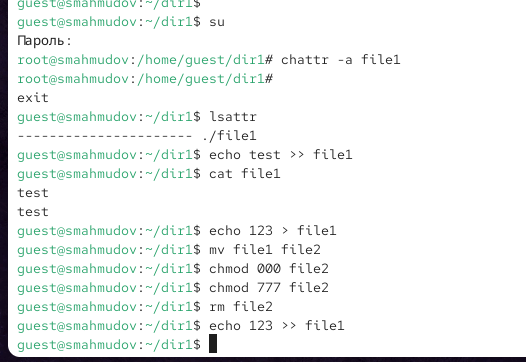 guest@smahmudov:~/dir1$
guest@smahmudov:~/dir1$ su
Пароль:
root@smahmudov:/home/guest/dir1# chattr -a file1
root@smahmudov:/home/guest/dir1#
exit
guest@smahmudov:~/dir1$ lsattr
---------------------- ./file1
guest@smahmudov:~/dir1$ echo test >> file1
guest@smahmudov:~/dir1$ cat file1
test
test
guest@smahmudov:~/dir1$ echo 123 > file1
guest@smahmudov:~/dir1$ mv file1 file2
guest@smahmudov:~/dir1$ chmod 000 file2
guest@smahmudov:~/dir1$ chmod 777 file2
guest@smahmudov:~/dir1$ rm file2
guest@smahmudov:~/dir1$ echo 123 >> file1
guest@smahmudov:~/dir1$